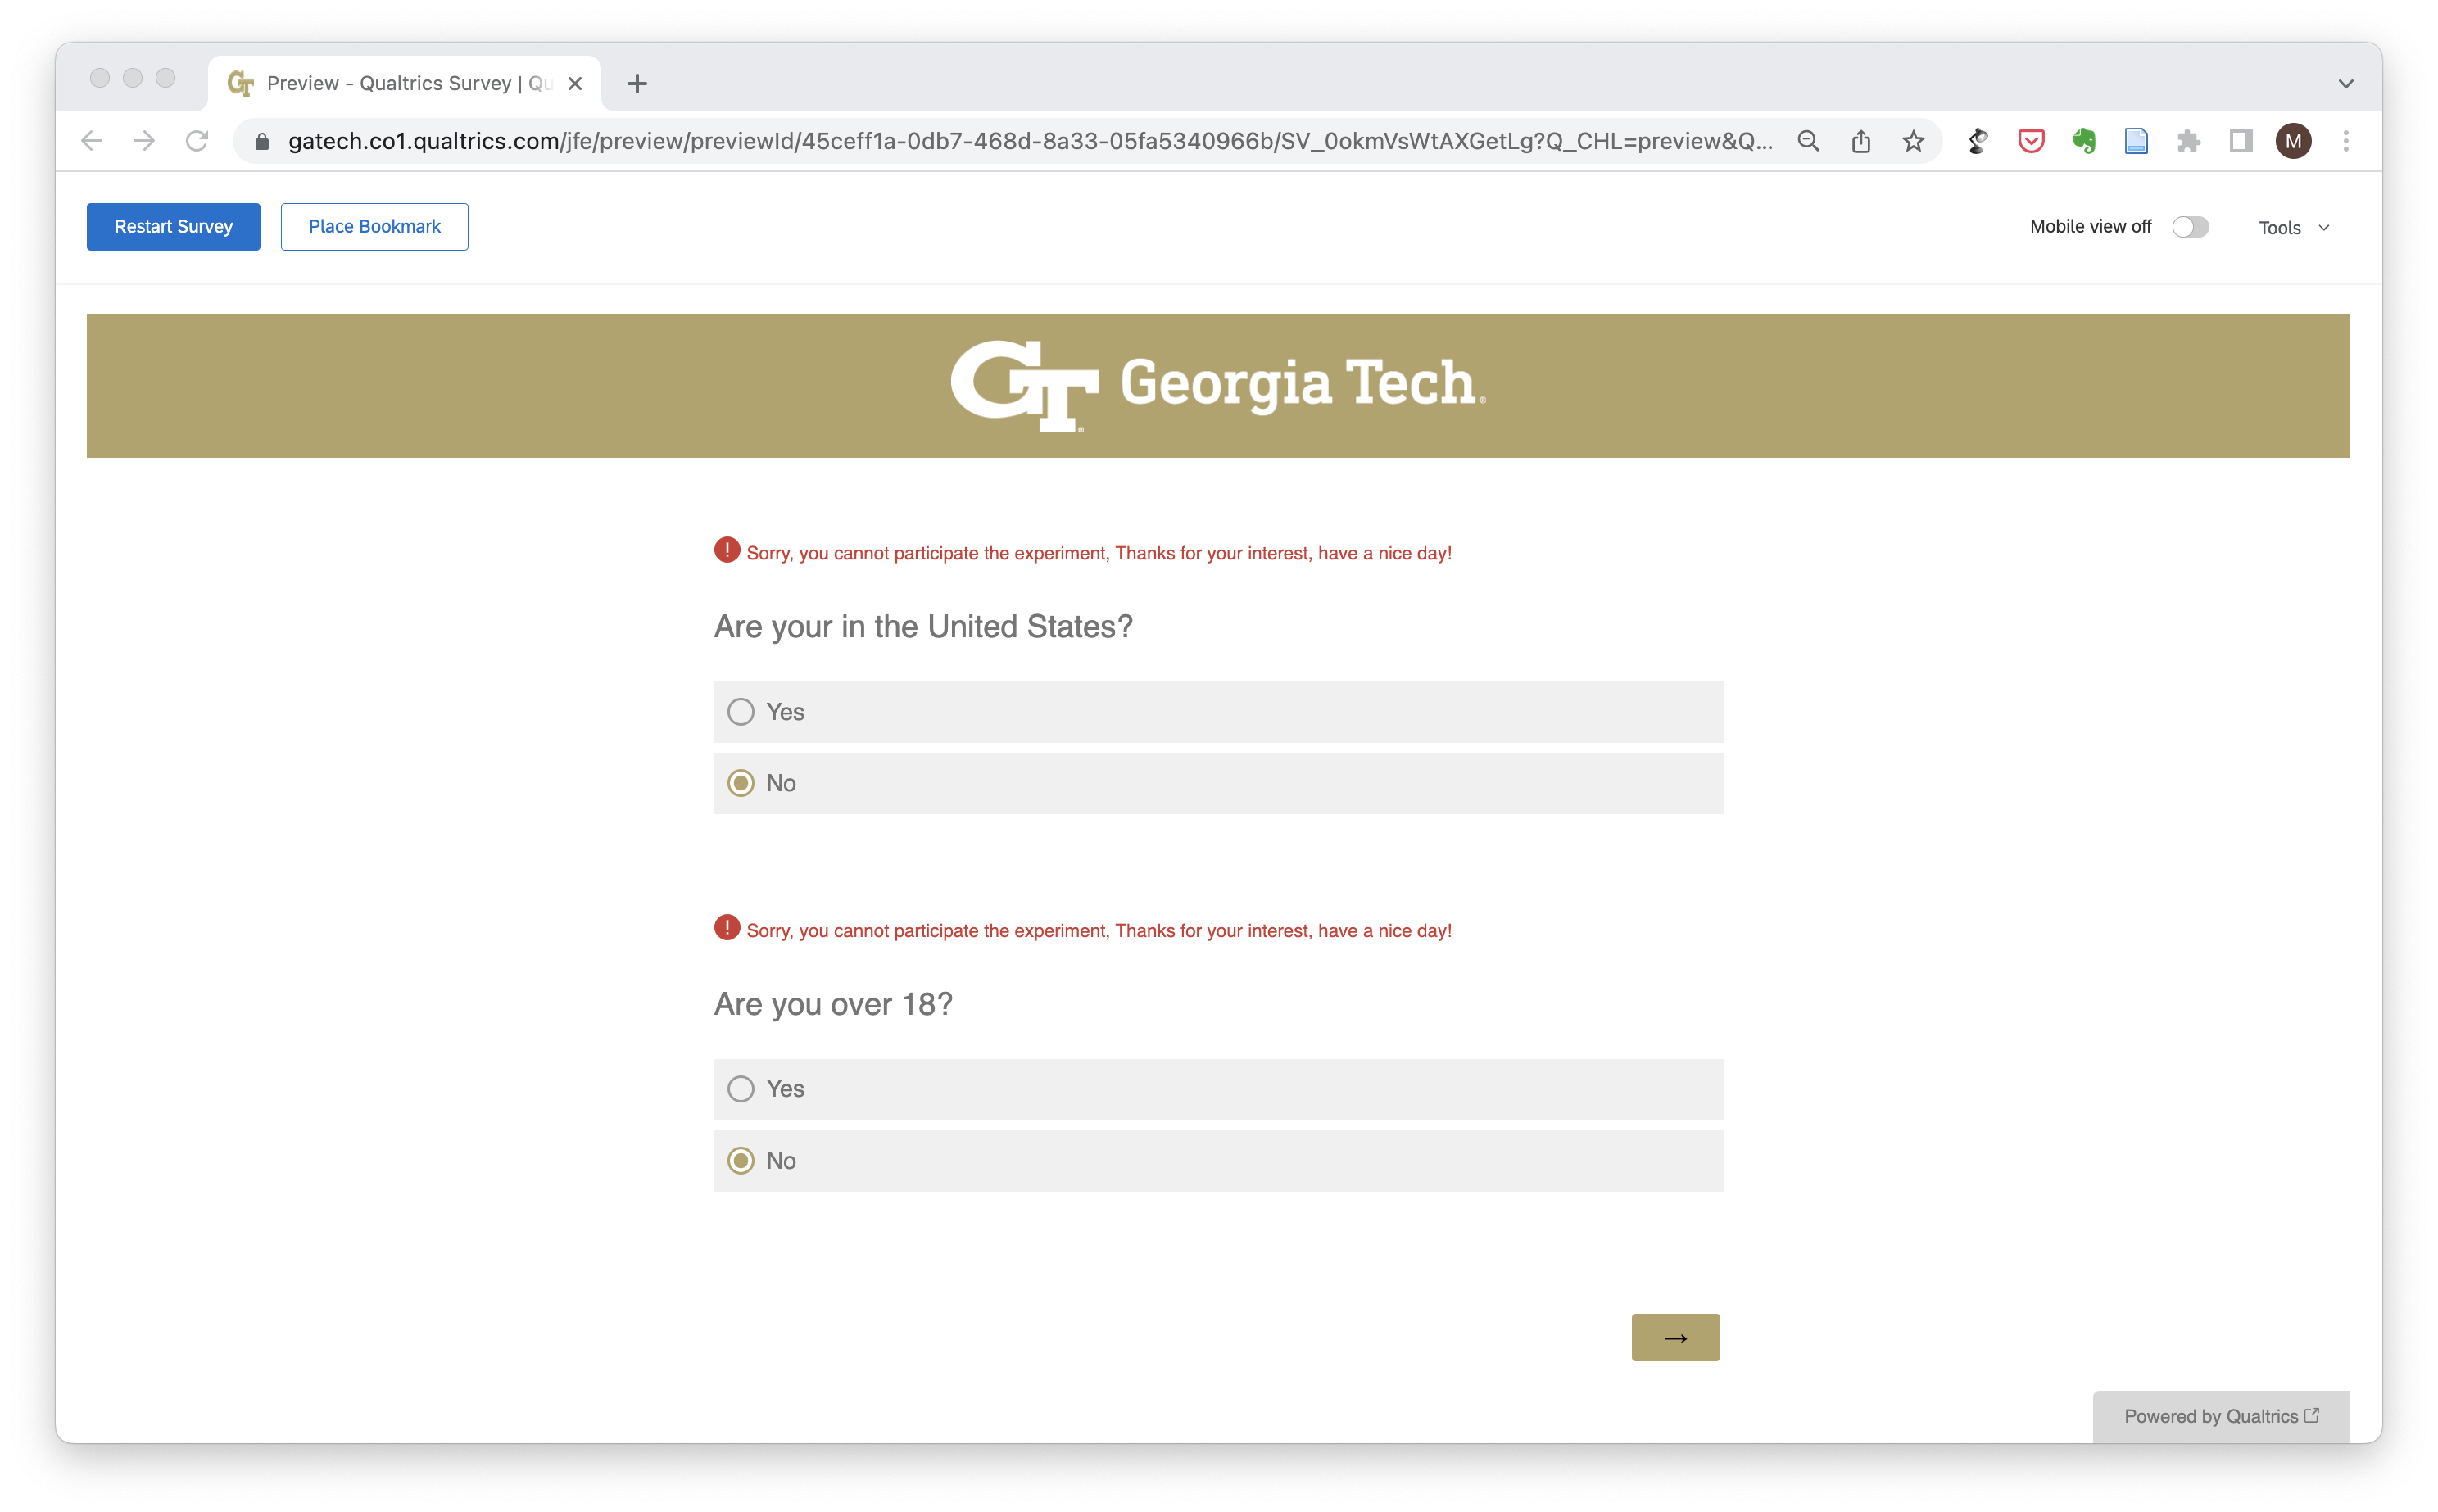 Preview - Qualtrics Survey | Qu
gatech.co1.qualtrics.com/jfe/preview/previewId/45ceff1a-0db7-468d-8a33-05fa5340966b/SV_0okmVsWtAXGetLg?Q_CHL=preview&Q...
M
Restart Survey
Place Bookmark
Mobile view off
Tools
GT Georgia Tech®
Sorry, you cannot participate the experiment, Thanks for your interest, have a nice day!
Are your in the United States?
Yes
No
Sorry, you cannot participate the experiment, Thanks for your interest, have a nice day!
Are you over 18?
Yes
No
→
Powered by Qualtrics